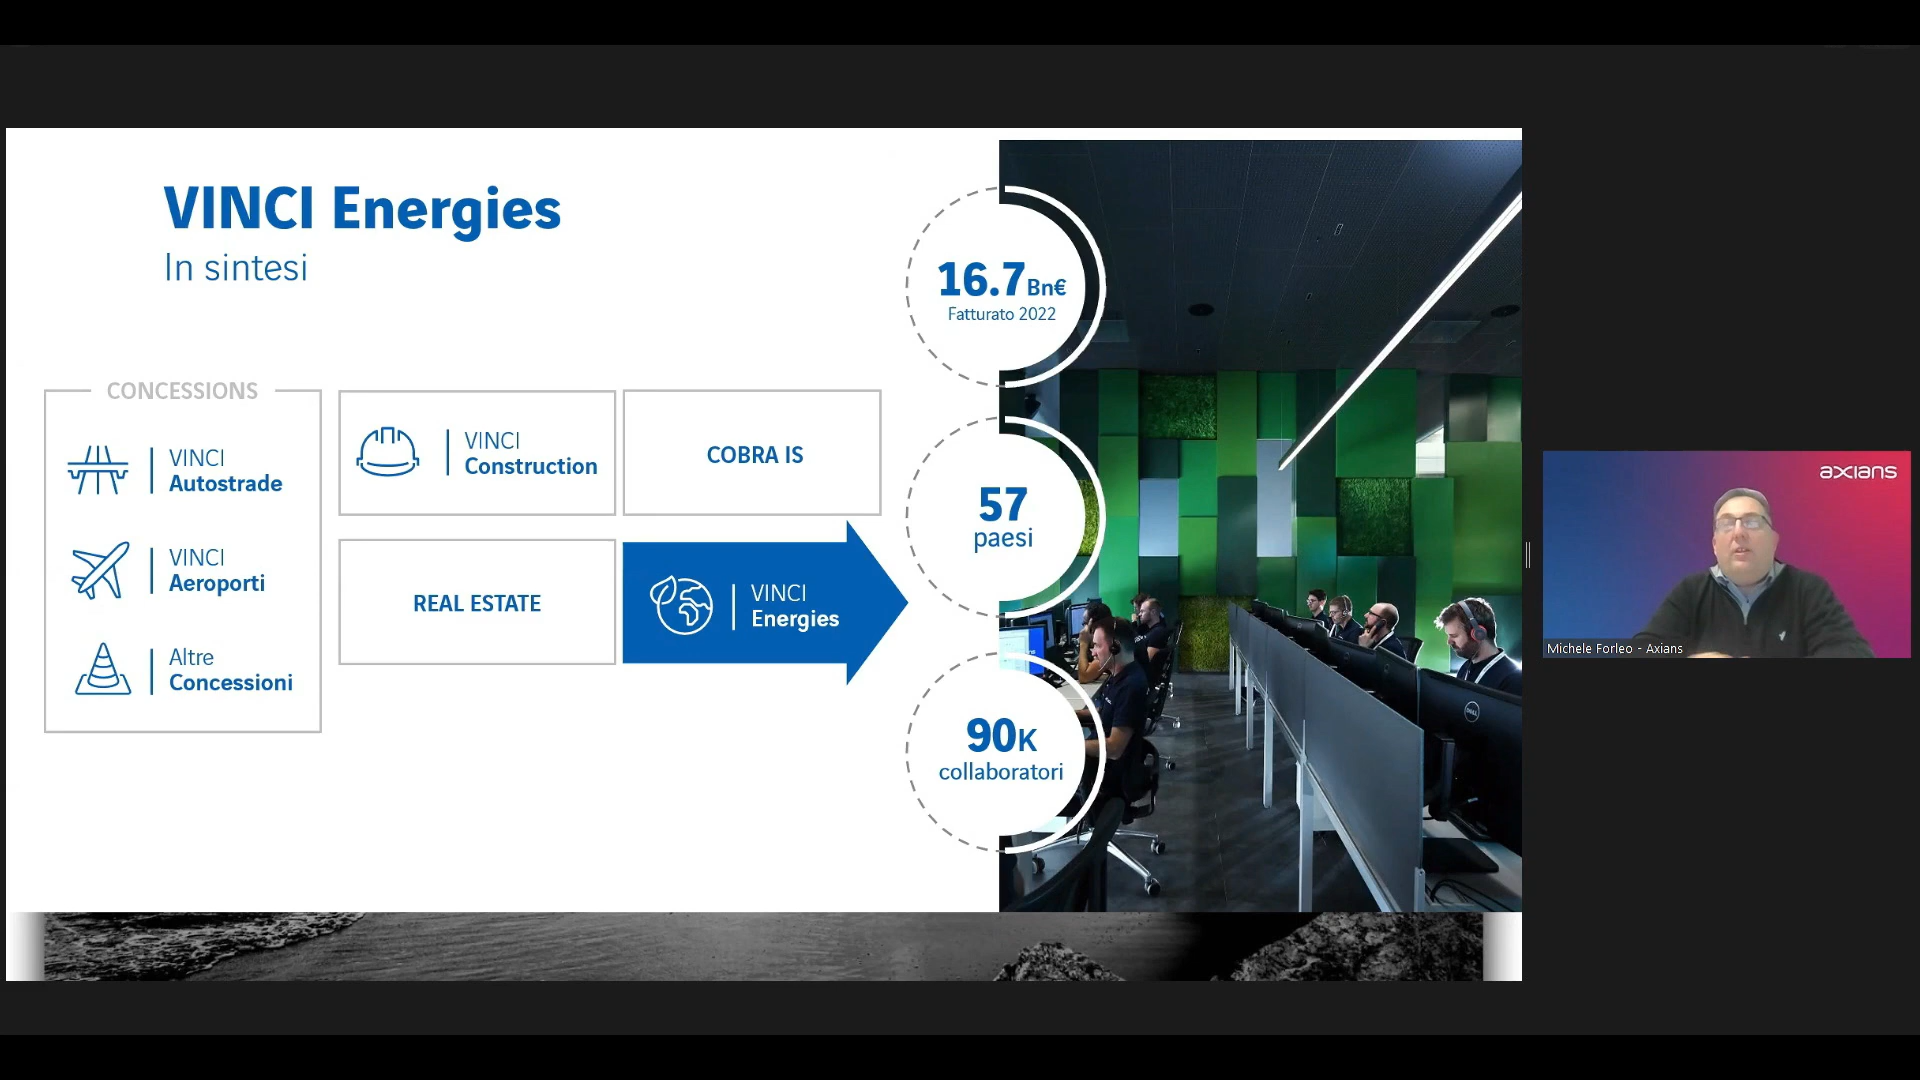 VINCI Energies
In sintesi
CONCESSIONS
VINCI
Autostrade
VINCI
Aeroporti
Altre
Concessioni
VINCI
Construction
COBRA IS
REAL ESTATE
VINCI
Energies
16.7Bn€
Fatturato 2022
57
paesi
90K
collaboratori
DELL
axians
Michele Forleo - Axians